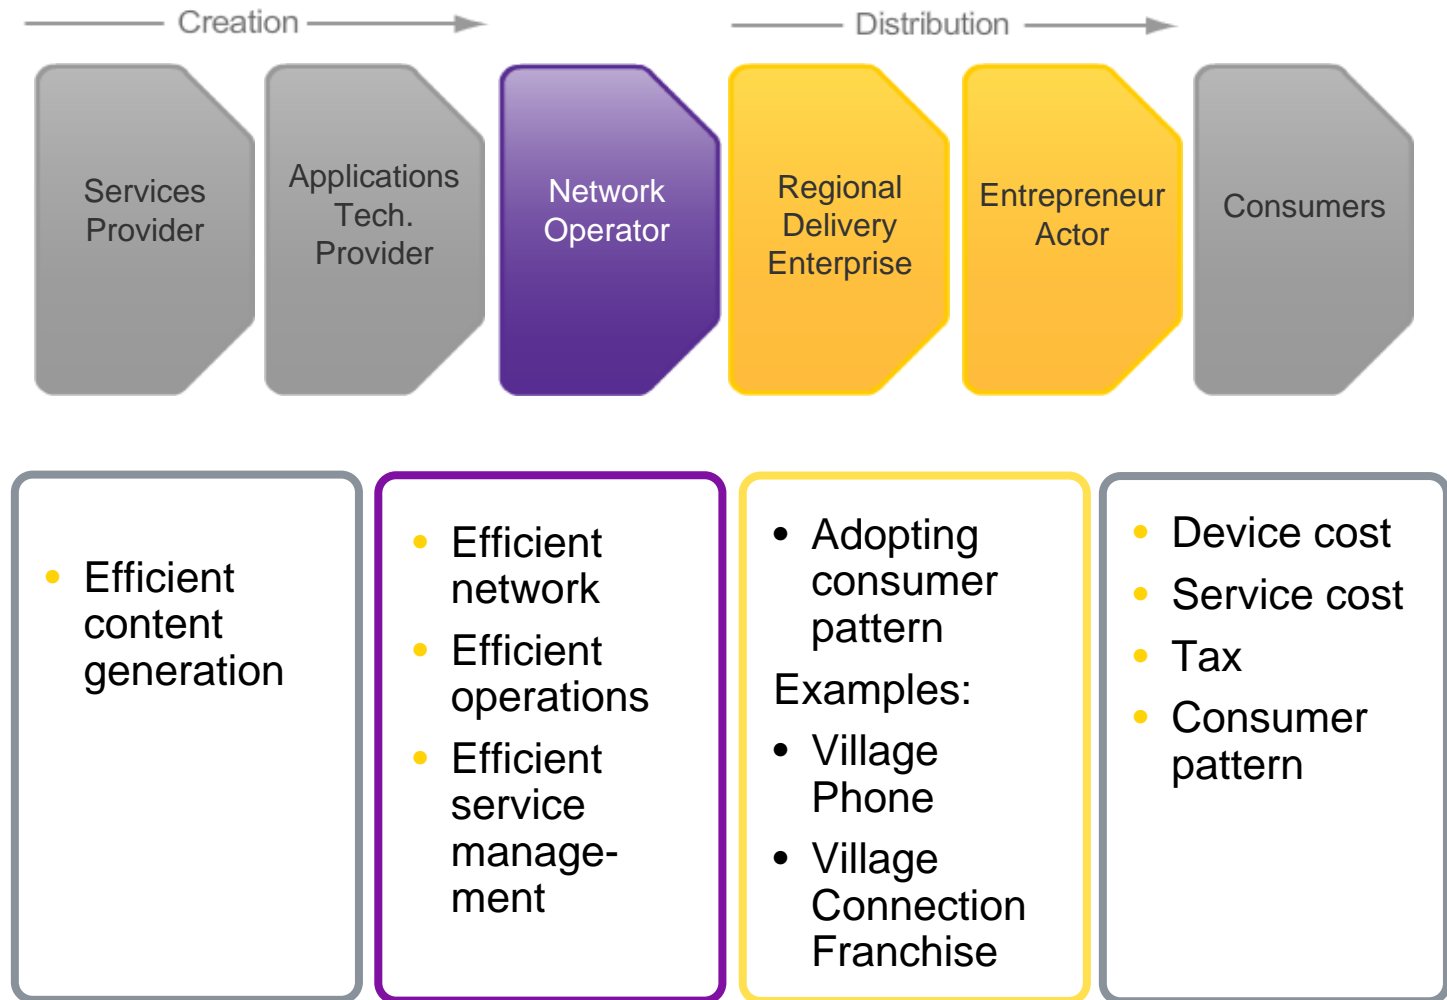 Creation
Distribution
Services
Provider
Applications
Tech.
Provider
Network
Operator
Regional
Delivery
Enterprise
Entrepreneur
Actor
Consumers
• Efficient
content
generation
• Efficient
network
• Efficient
operations
• Efficient
service
manage-
ment
• Adopting
consumer
pattern
Examples:
• Village
Phone
• Village
Connection
Franchise
• Device cost
• Service cost
• Tax
• Consumer
pattern